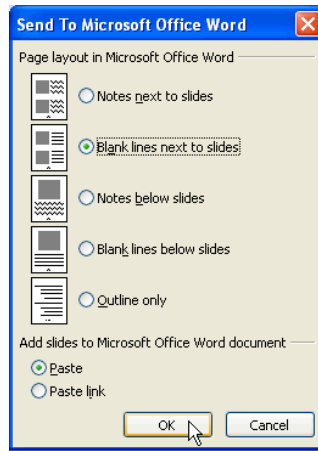 Send To Microsoft Office Word
Page layout in Microsoft Office Word
Notes next to slides
Blank lines next to slides
Notes below slides
Blank lines below slides
Outline only
Add slides to Microsoft Office Word document
Paste
Paste link
OK Cancel